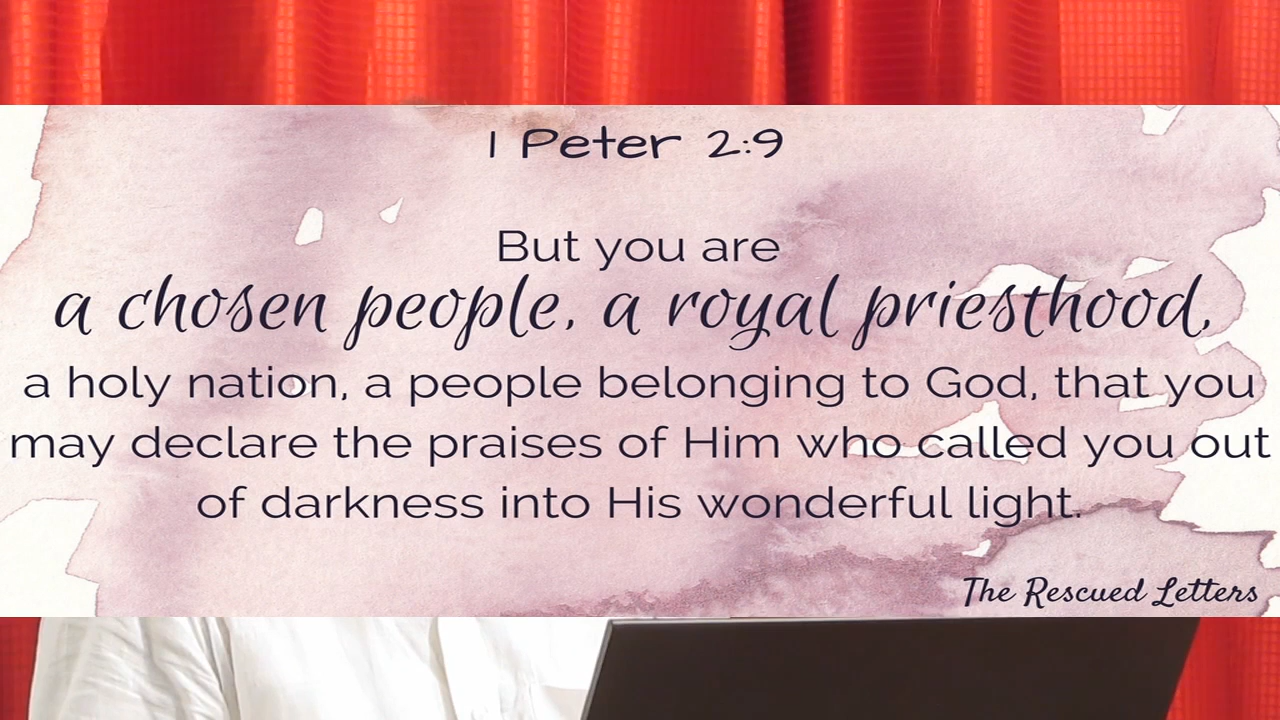 1 Peter 2:9
But you are
a chosen people, a royal priesthood,
a holy nation, a people belonging to God, that you
may declare the praises of Him who called you out
of darkness into His wonderful light.
The Rescued Letters